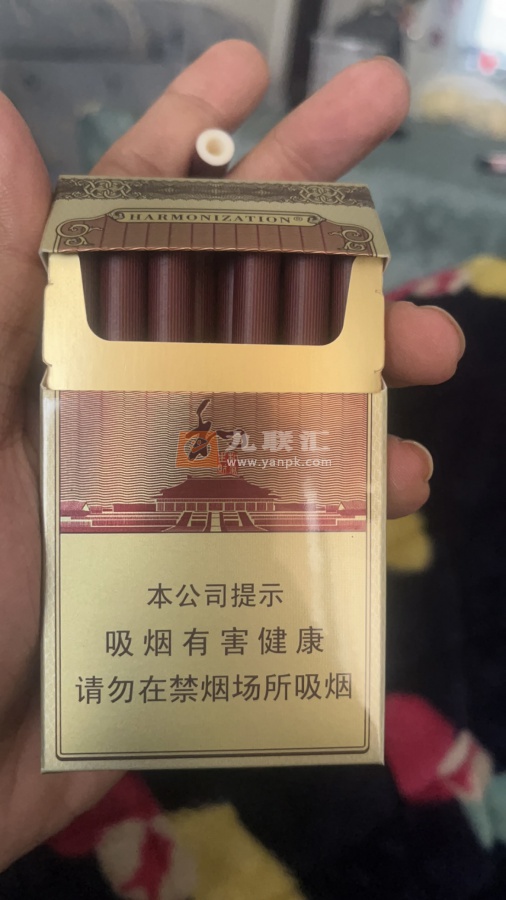 HARMONIZATION®
九联汇
www.yanpk.com
本公司提示
吸烟有害健康
请勿在禁烟场所吸烟